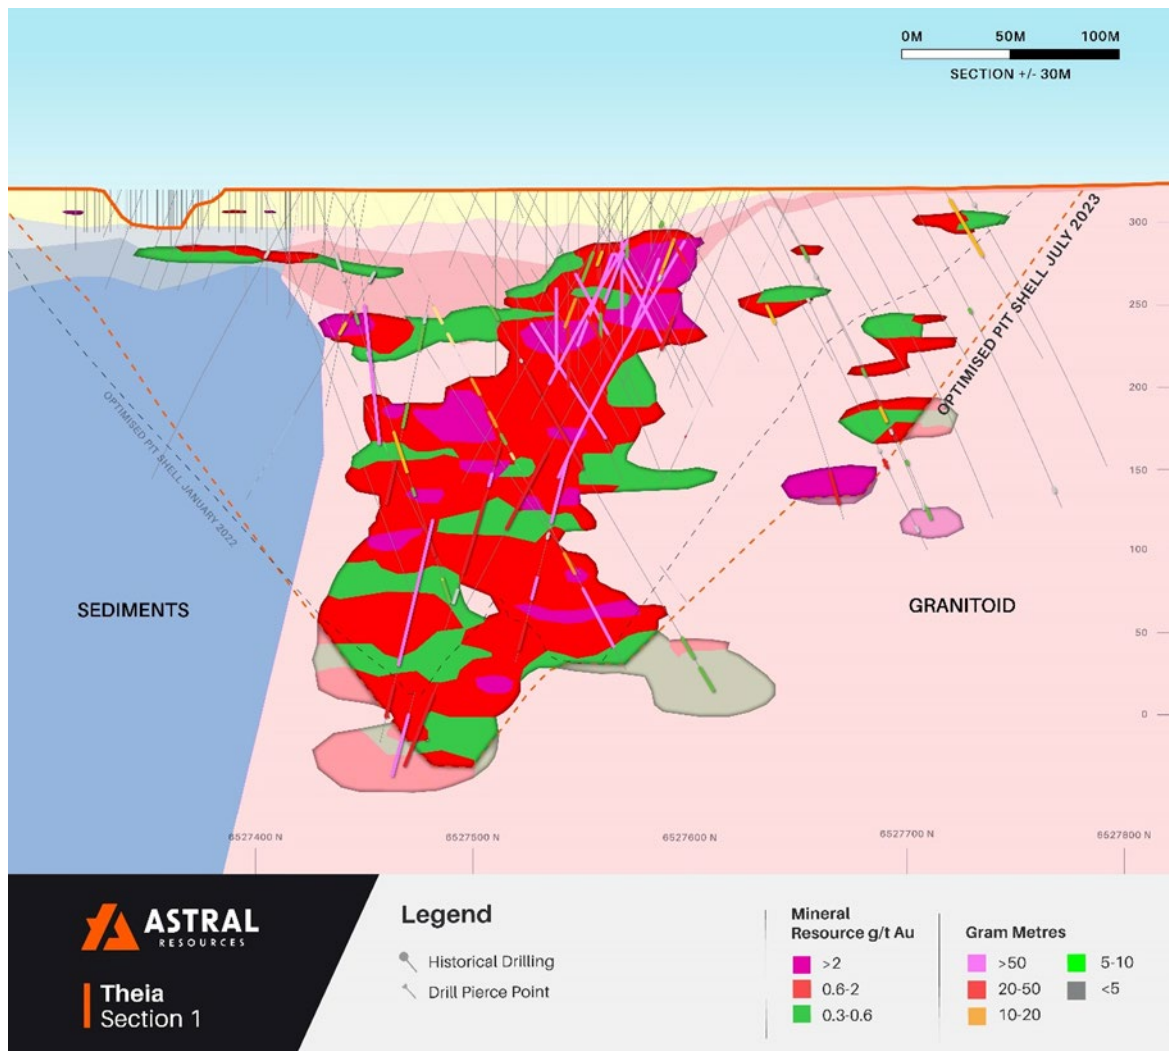 0M 50M 100M
SECTION +/- 30M
OPTIMISED PIT SHELL JULY 2023
OPTIMISED PIT SHELL JANUARY 2022
300
250
200
150
100
50
0
SEDIMENTS
GRANITOID
6527400 N
6527500 N
6527600 N
6527700 N
6527800 N
ASTRAL
RESOURCES
Theia
Section 1
Legend
Historical Drilling
Drill Pierce Point
Mineral
Resource g/t Au
>2
0.6-2
0.3-0.6
Gram Metres
>50
20-50
10-20
5-10
<5